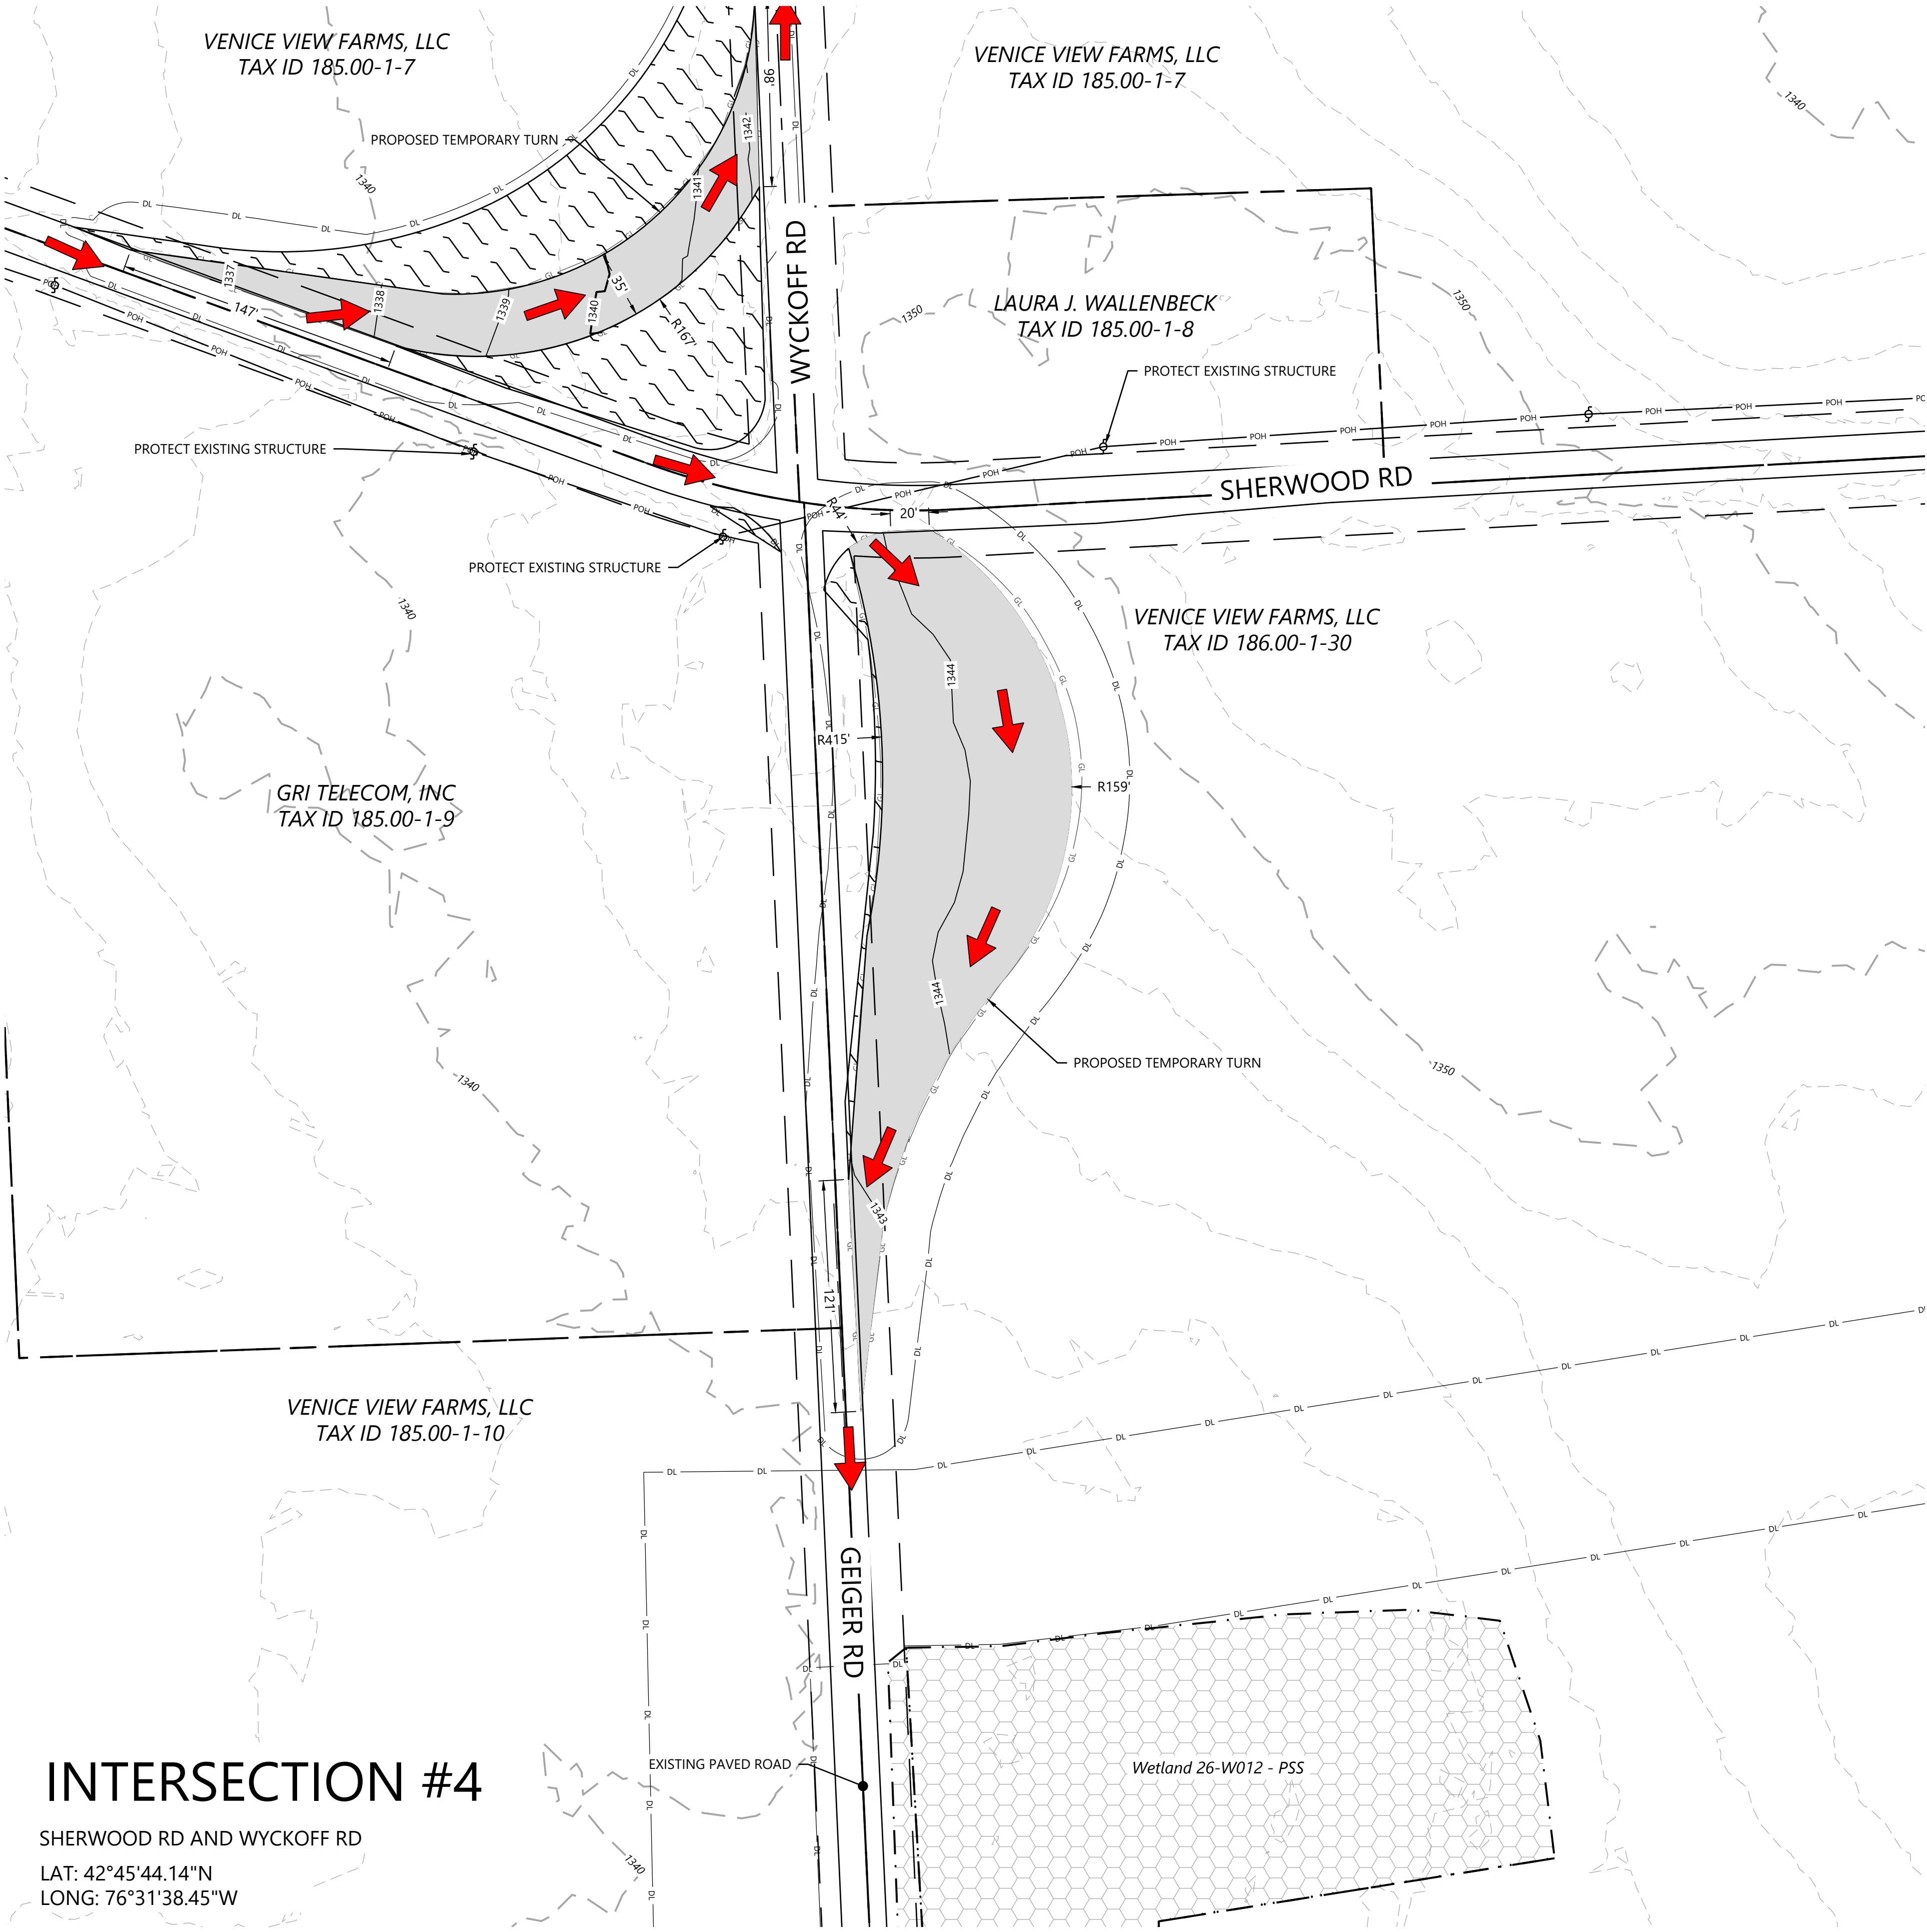 VENICE VIEW FARMS, LLC
TAX ID 185.00-1-7
VENICE VIEW FARMS, LLC
TAX ID 185.00-1-7
1340
98'
PROPOSED TEMPORARY TURN
1342
1341
1340
WYCKOFF RD
1337
1338
1339
1340
35'
R167'
147'
LAURA J. WALLENBECK
TAX ID 185.00-1-8
1350
1350
PROTECT EXISTING STRUCTURE
PROTECT EXISTING STRUCTURE
SHERWOOD RD
R44'
20'
PROTECT EXISTING STRUCTURE
1340
VENICE VIEW FARMS, LLC
TAX ID 186.00-1-30
1344
R415'
R159'
GRI TELECOM, INC
TAX ID 185.00-1-9
1344
PROPOSED TEMPORARY TURN
1340
1350
1343
121'
VENICE VIEW FARMS, LLC
TAX ID 185.00-1-10
GEIGER RD
EXISTING PAVED ROAD
Wetland 26-W012 - PSS
1340
INTERSECTION #4
SHERWOOD RD AND WYCKOFF RD
LAT: 42°45'44.14"N
LONG: 76°31'38.45"W